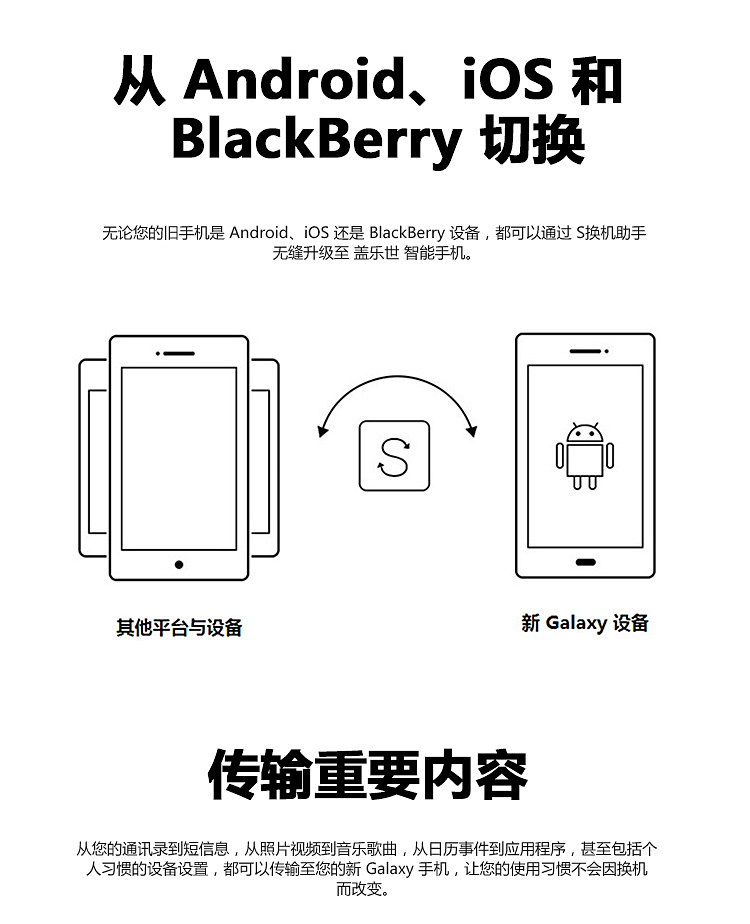 从 Android、iOS 和
BlackBerry 切换
无论您的旧手机是 Android、iOS 还是 BlackBerry 设备，都可以通过 S换机助手
无缝升级至 盖乐世 智能手机。
S
其他平台与设备
新 Galaxy 设备
传输重要内容
从您的通讯录到短信息，从照片视频到音乐歌曲，从日历事件到应用程序，甚至包括个
人习惯的设备设置，都可以传输至您的新 Galaxy 手机，让您的使用习惯不会因换机
而改变。